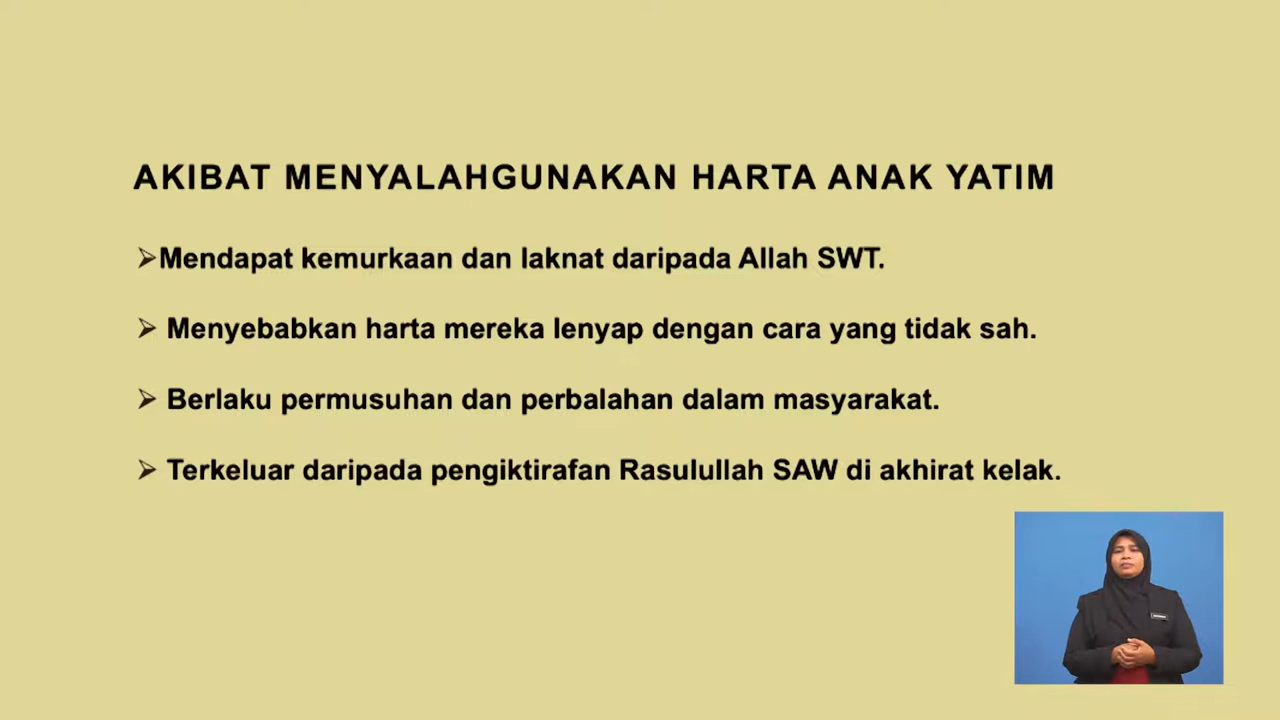 AKIBAT MENYALAHGUNAKAN HARTA ANAK YATIM
➢Mendapat kemurkaan dan laknat daripada Allah SWT.
➢ Menyebabkan harta mereka lenyap dengan cara yang tidak sah.
➢ Berlaku permusuhan dan perbalahan dalam masyarakat.
➢ Terkeluar daripada pengiktirafan Rasulullah SAW di akhirat kelak.